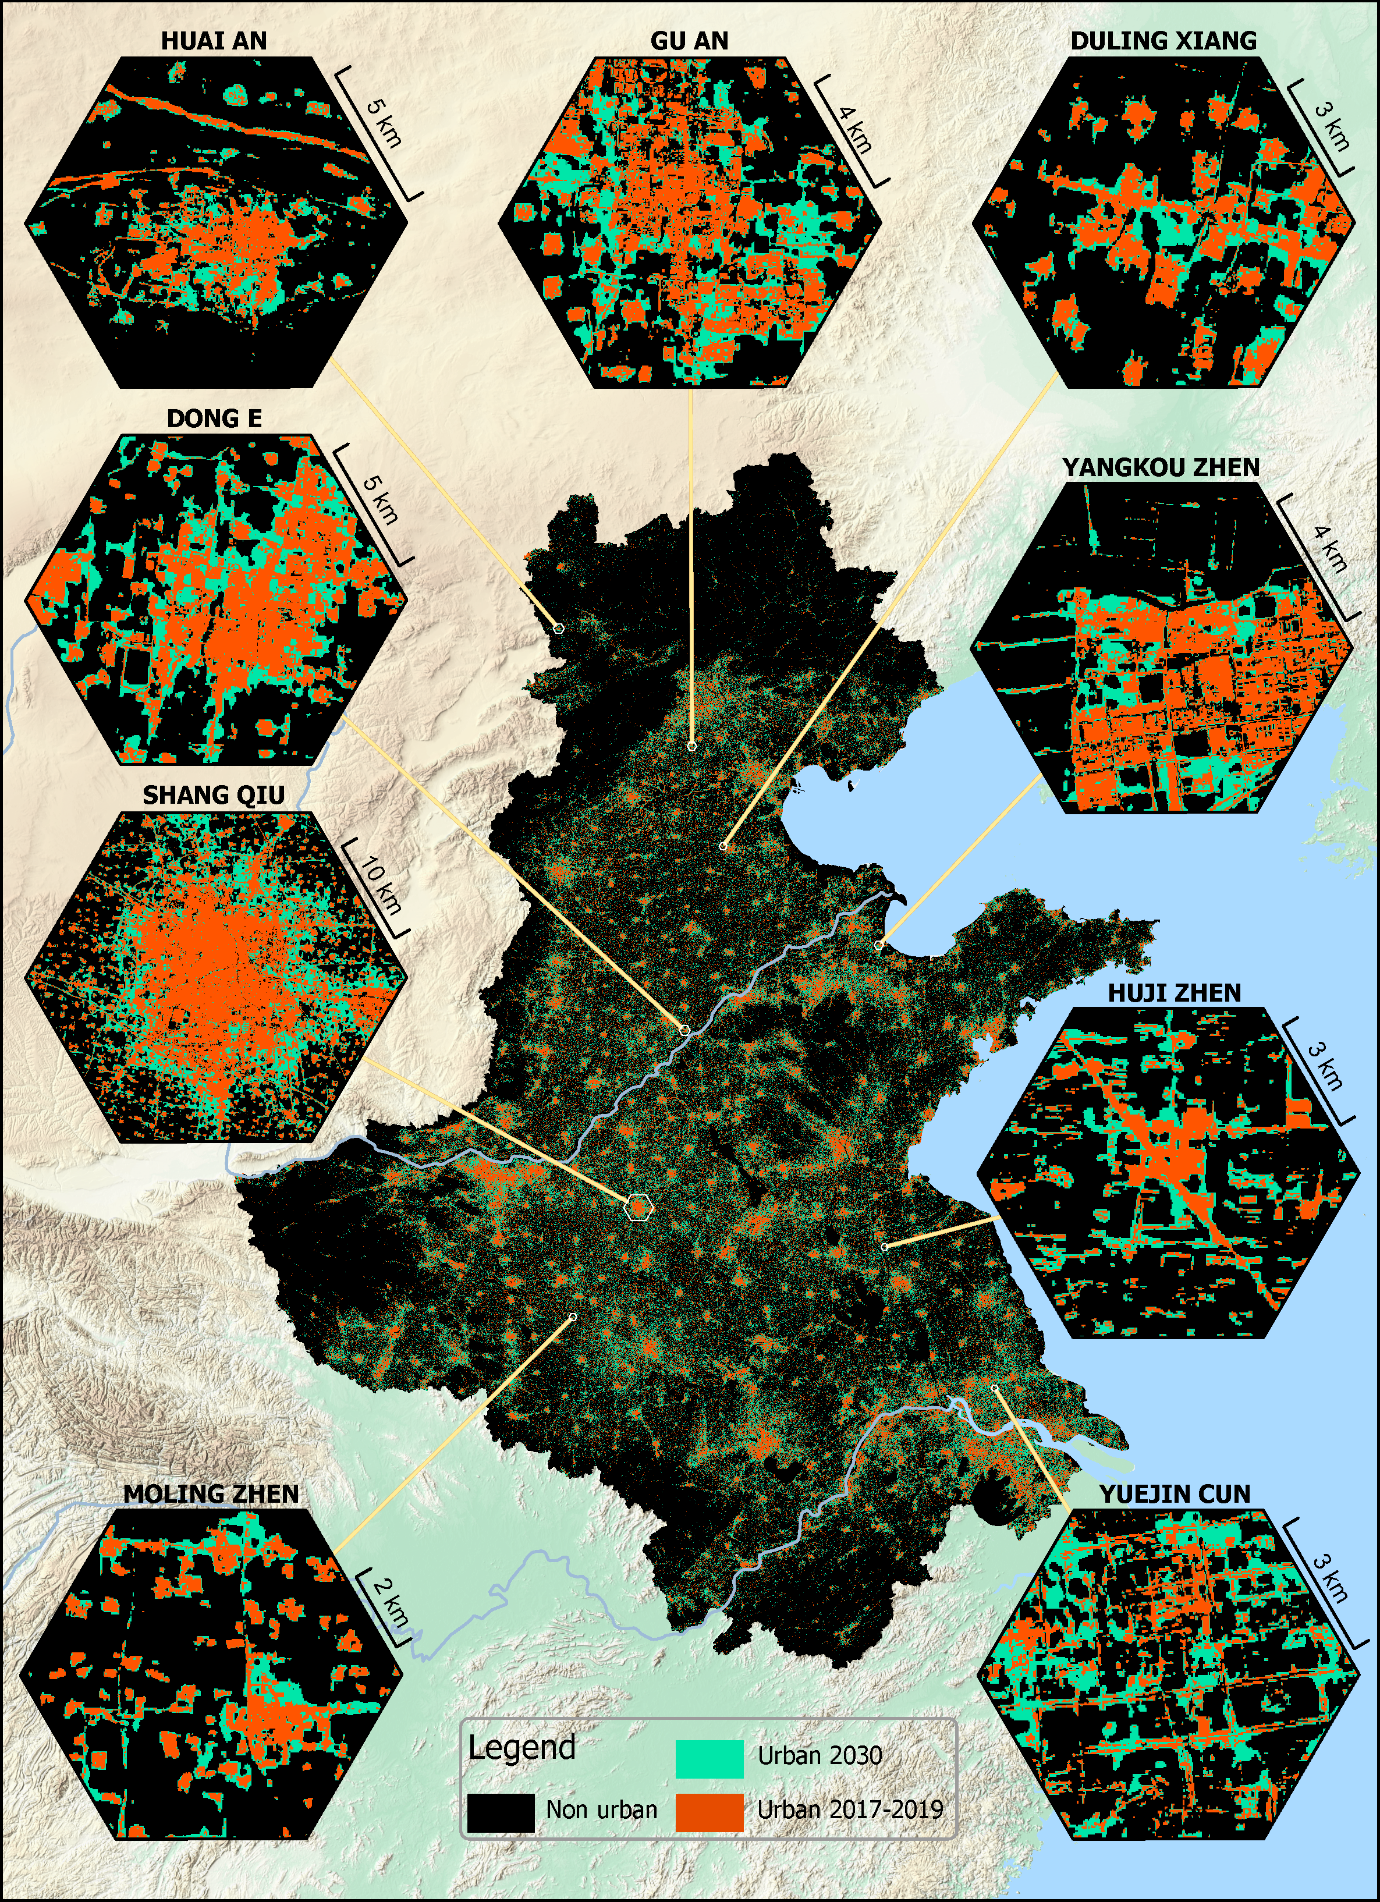 HUAI AN
GU AN
DULING XIANG
5 km
4 km
3 km
DONG E
5 km
YANGKOU ZHEN
4 km
SHANG QIU
10 km
HUJI ZHEN
3 km
MOLING ZHEN
2 km
YUEJIN CUN
3 km
Legend
Urban 2030
Non urban
Urban 2017-2019